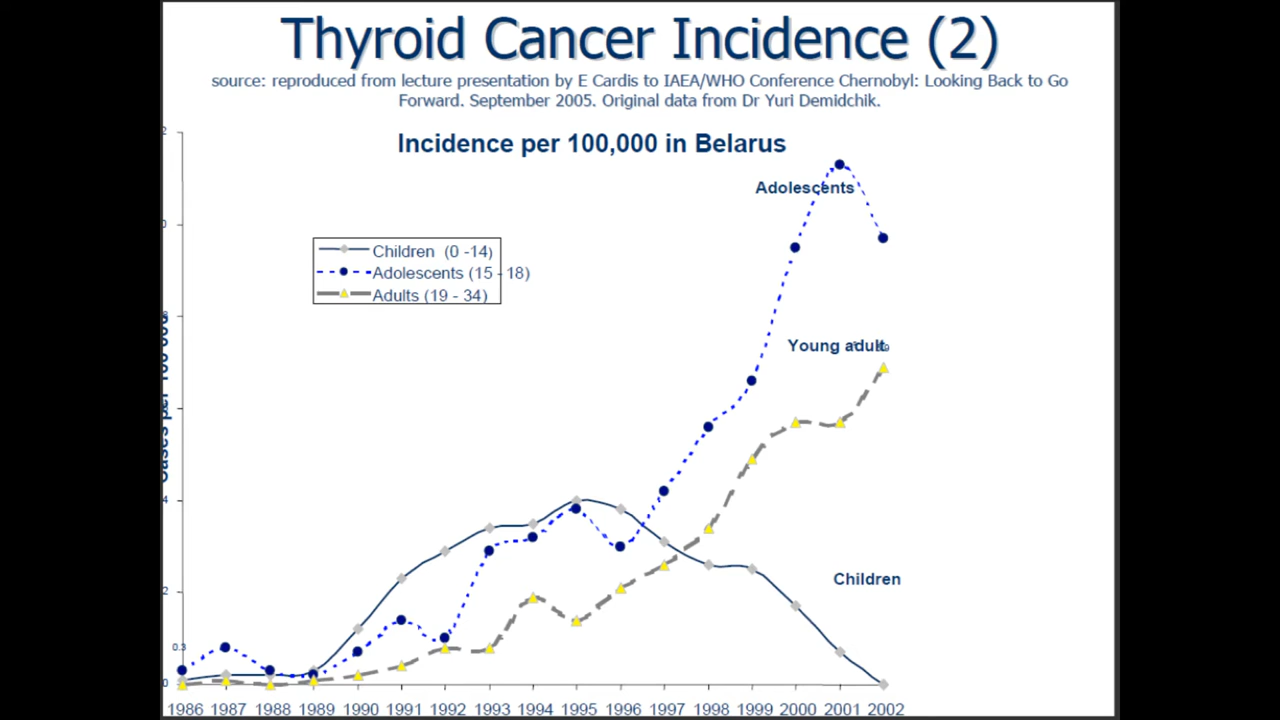 Thyroid Cancer Incidence (2)
source: reproduced from lecture presentation by E Cardis to IAEA/WHO Conference Chernobyl: Looking Back to Go
Forward. September 2005. Original data from Dr Yuri Demidchik.
Incidence per 100,000 in Belarus
2
Adolescents
0
Children (0 -14)
Adolescents (15 - 18)
Adults (19 - 34)
Young adult
4
Children
2
0.3
0
1986 1987 1988 1989 1990 1991 1992 1993 1994 1995 1996 1997 1998 1999 2000 2001 2002